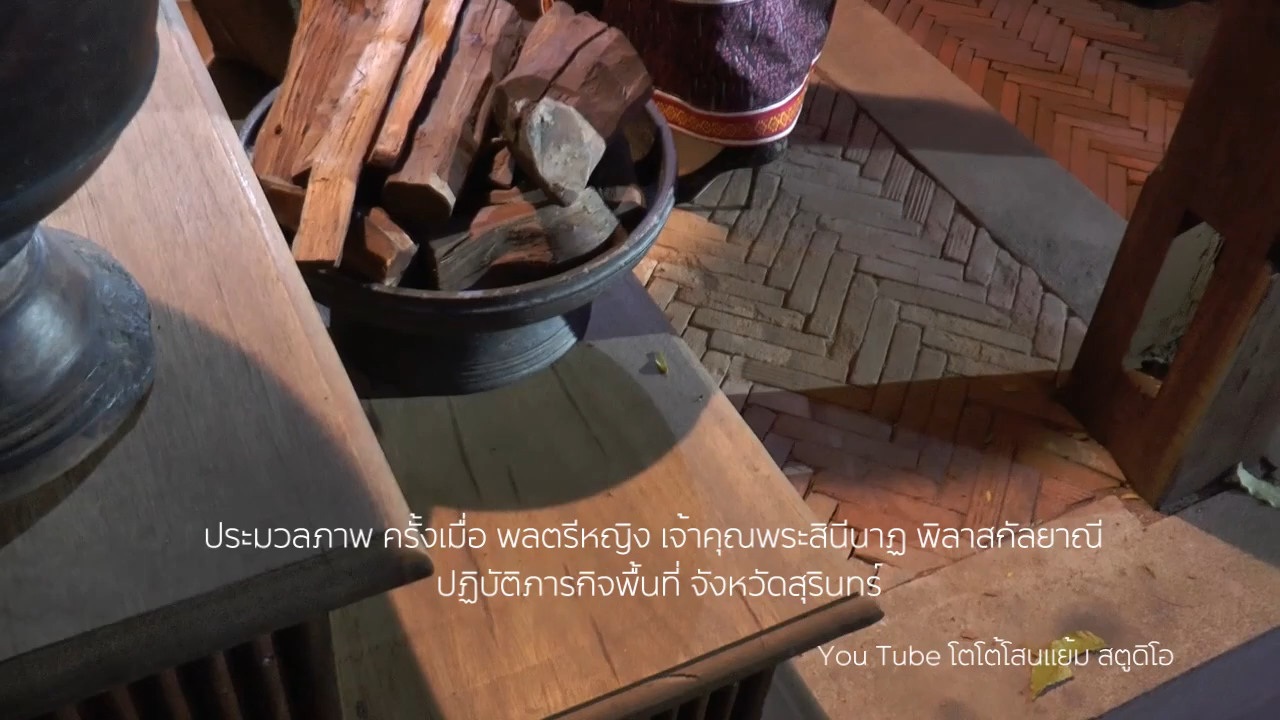 ประมวลภาพ ครั้งเมื่อ พลตรีหญิง เจ้าคุณพระสินีนาฏ พิลาสกัลยาณี
ปฏิบัติภารกิจพื้นที่ จังหวัดสุรินทร์
You Tube โตโต้โสนแย้ม สตูดิโอ